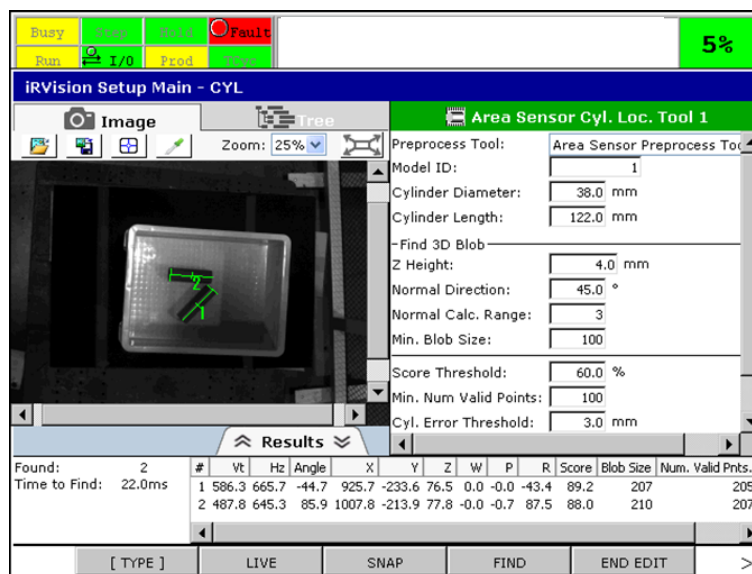 Busy Step Hold Fault
Run I/O Prod TCyc
5%
iRVision Setup Main - CYL
Image Tree
Area Sensor Cyl. Loc. Tool 1
Zoom: 25%
Preprocess Tool: Area Sensor Preprocess Too
Model ID: 1
Cylinder Diameter: 38.0 mm
Cylinder Length: 122.0 mm
Find 3D Blob
Z Height: 4.0 mm
Normal Direction: 45.0 °
Normal Calc. Range: 3
Min. Blob Size: 100
Score Threshold: 60.0 %
Min. Num Valid Points: 100
Cyl. Error Threshold: 3.0 mm
2
1
Results
Found: 2
Time to Find: 22.0ms
# Vt Hz Angle X Y Z W P R Score Blob Size Num. Valid Pnts.
1 586.3 665.7 -44.7 925.7 -233.6 76.5 0.0 -0.0 -43.4 89.2 207 205
2 487.8 645.3 85.9 1007.8 -213.9 77.8 -0.0 -0.7 87.5 88.0 210 207
[ TYPE ] LIVE SNAP FIND END EDIT >